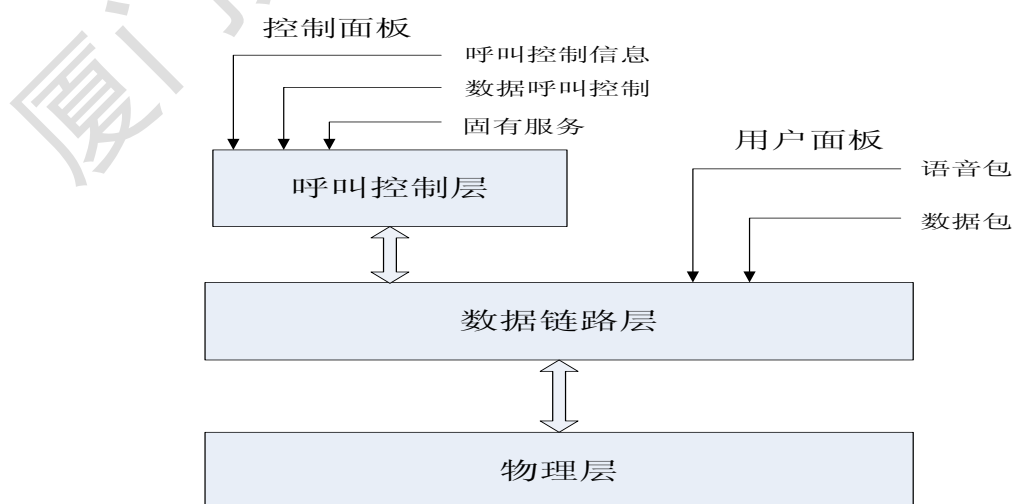 控制面板
呼叫控制信息
数据呼叫控制
固有服务
用户面板
呼叫控制层
语音包
数据包
数据链路层
物理层
厦门